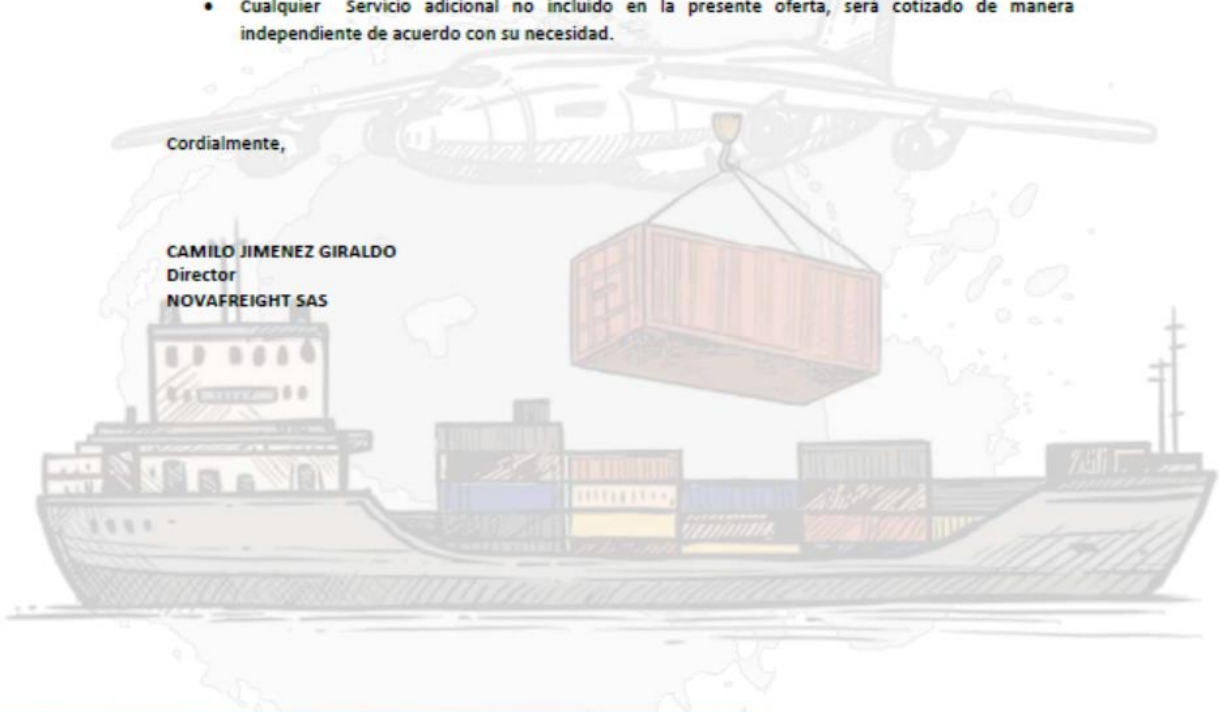 • Cualquier Servicio adicional no incluido en la presente oferta, será cotizado de manera
independiente de acuerdo con su necesidad.
Cordialmente,
CAMILO JIMENEZ GIRALDO
Director
NOVAFREIGHT SAS